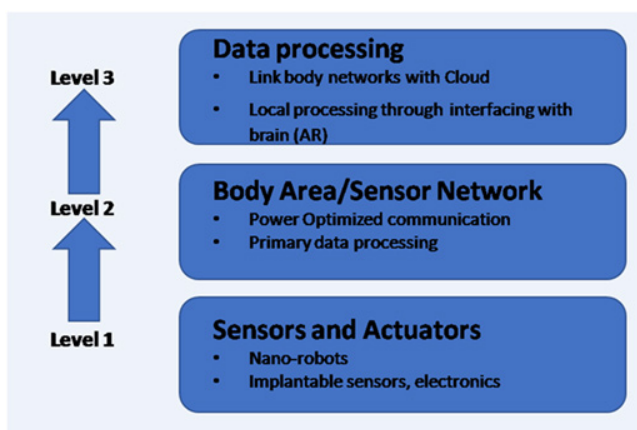 Level 3
Data processing
• Link body networks with Cloud
• Local processing through interfacing with
brain (AR)
Level 2
Body Area/Sensor Network
• Power Optimized communication
• Primary data processing
Level 1
Sensors and Actuators
• Nano-robots
• Implantable sensors, electronics